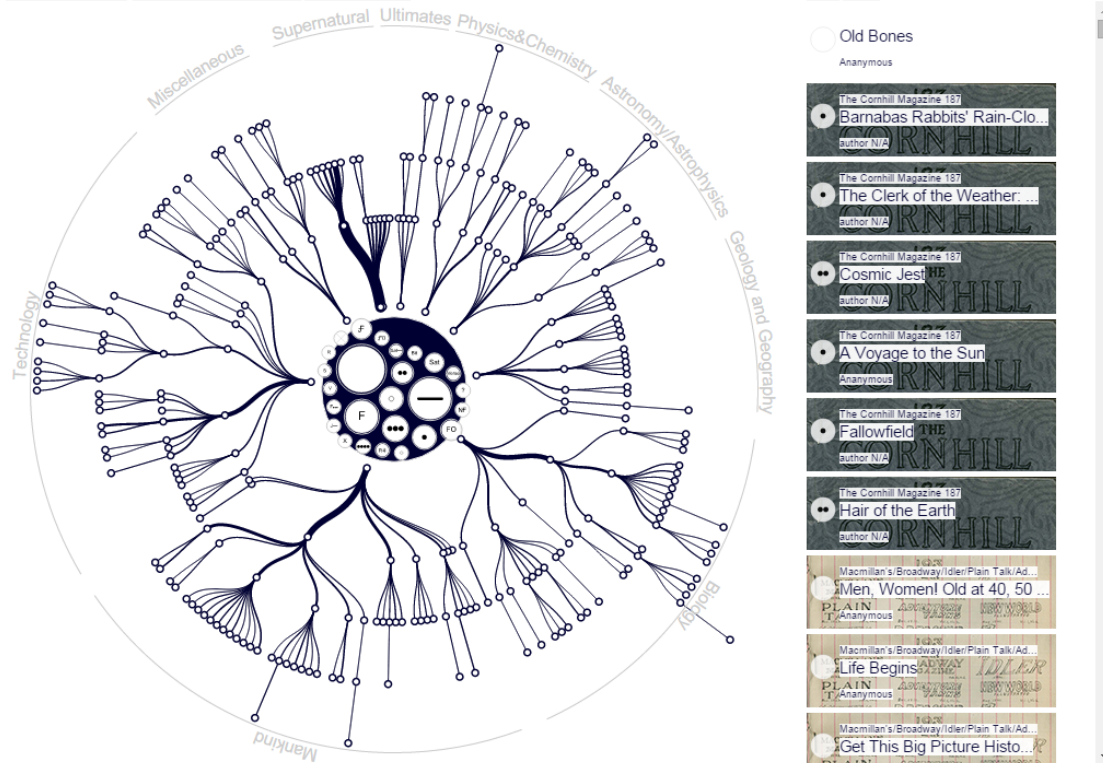 Supernatural
Ultimates
Physics&Chemistry
Miscellaneous
Astronomy/Astrophysics
Technology
Geology and Geography
Biology
Mankind
Sat
NF
F
FO
?
X
Old Bones
Ananymous
The Cornhill Magazine 187
Barnabas Rabbits' Rain-Clo...
author N/A
The Cornhill Magazine 187
The Clerk of the Weather: ...
author N/A
The Cornhill Magazine 187
Cosmic Jest
author N/A
The Cornhill Magazine 187
A Voyage to the Sun
Ananymous
The Cornhill Magazine 187
Fallowfield
author N/A
The Cornhill Magazine 187
Hair of the Earth
author N/A
Macmillan's/Broadway/Idler/Plain Talk/Ad...
Men, Women! Old at 40, 50 ...
Ananymous
Macmillan's/Broadway/Idler/Plain Talk/Ad...
Life Begins
Ananymous
Macmillan's/Broadway/Idler/Plain Talk/Ad...
Get This Big Picture Histo...